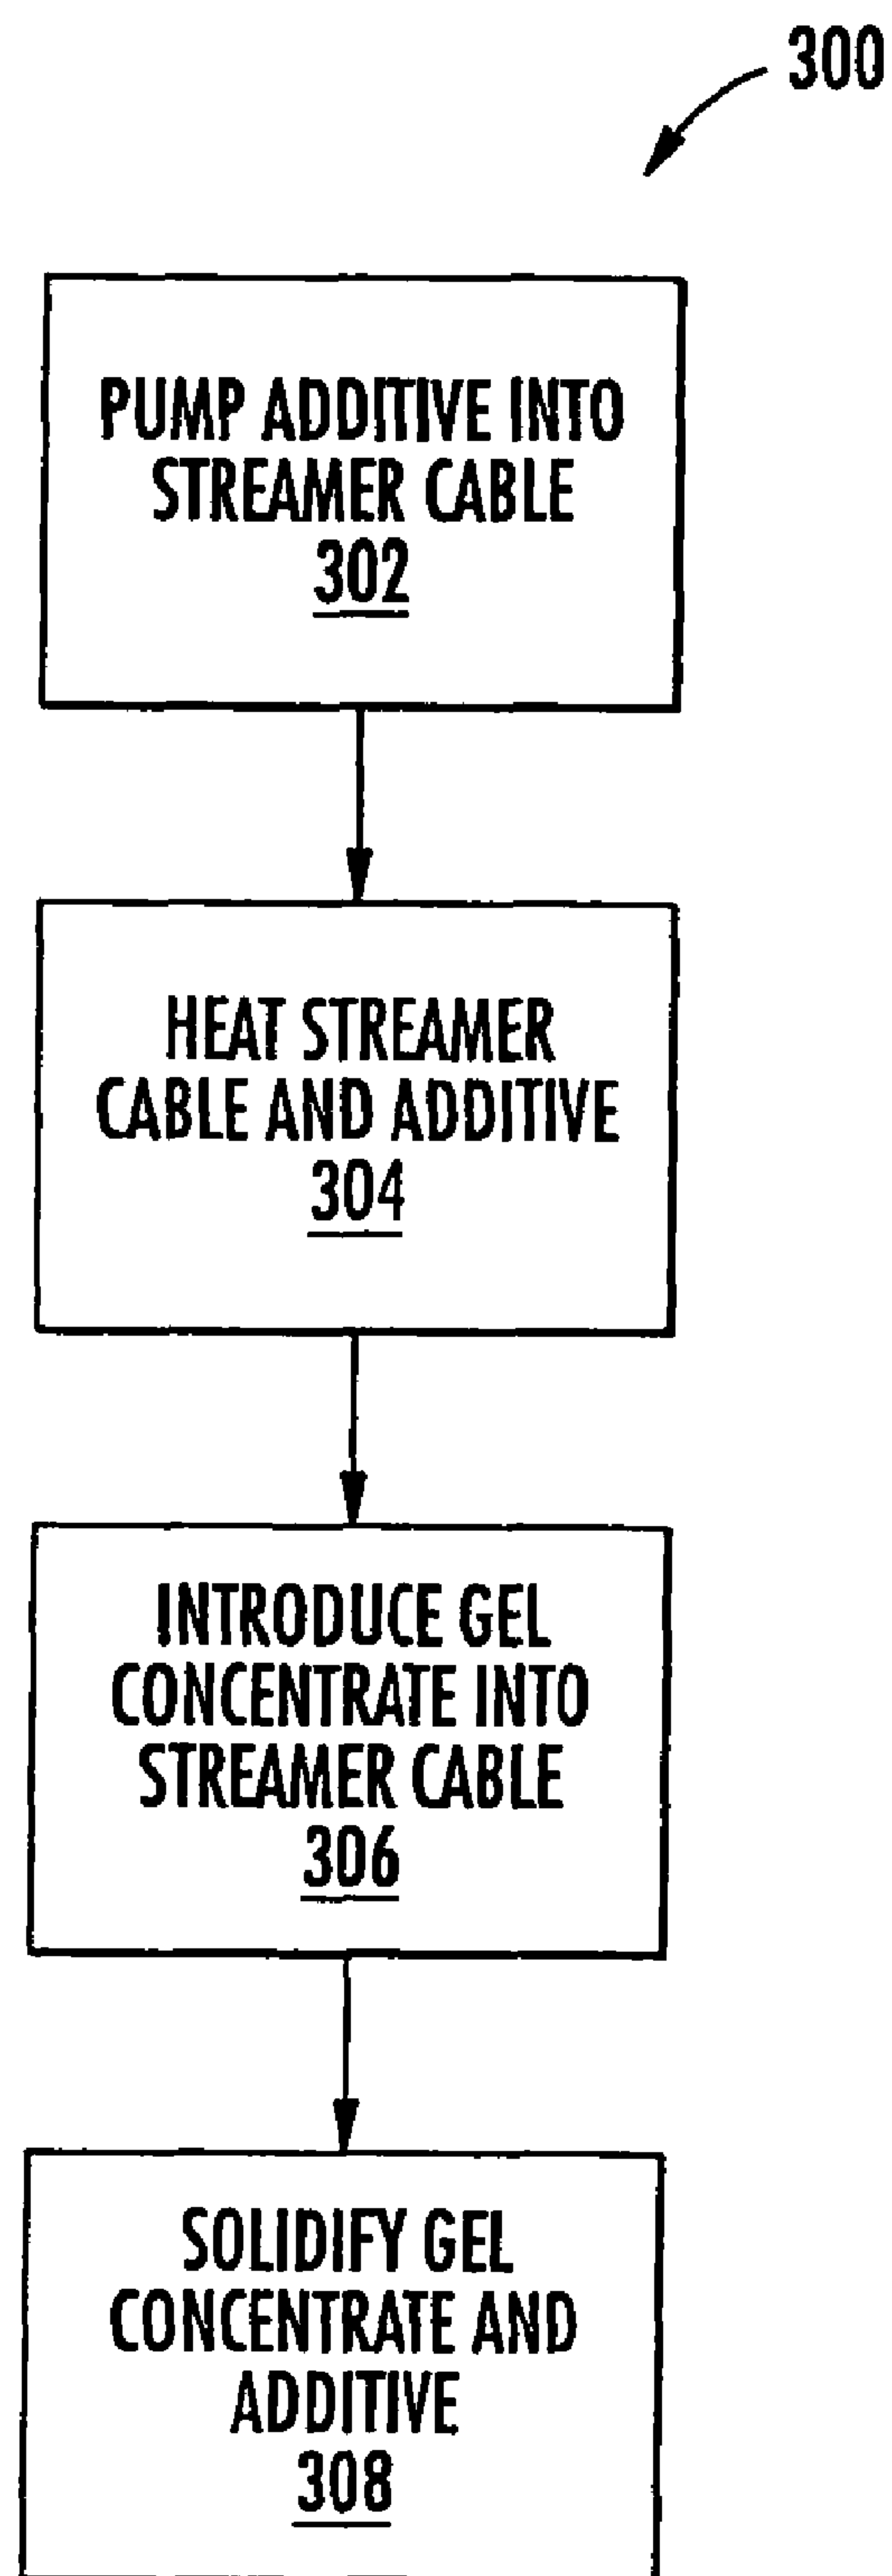 300
PUMP ADDITIVE INTO
STREAMER CABLE
302
HEAT STREAMER
CABLE AND ADDITIVE
304
INTRODUCE GEL
CONCENTRATE INTO
STREAMER CABLE
306
SOLIDIFY GEL
CONCENTRATE AND
ADDITIVE
308